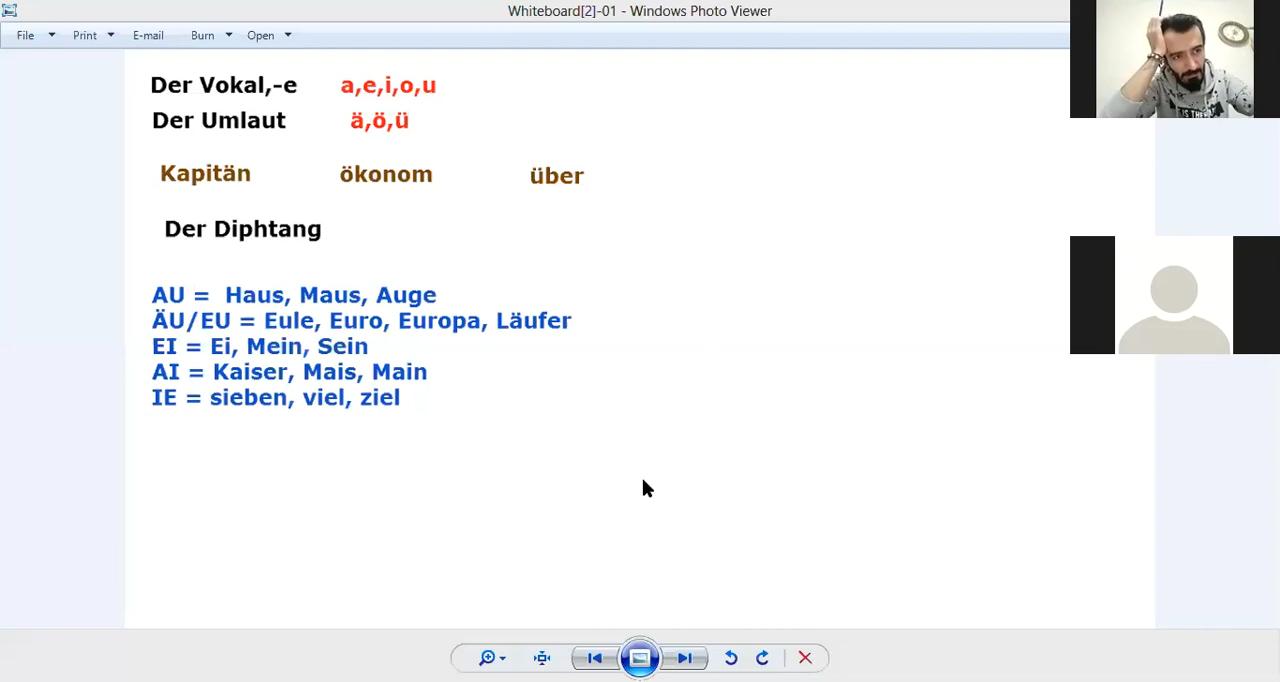 Whiteboard[2]-01 - Windows Photo Viewer
File Print E-mail Burn Open
Der Vokal,-e a,e,i,o,u
Der Umlaut ä,ö,ü
Kapitän ökonom über
Der Diphtang
AU = Haus, Maus, Auge
ÄU/EU = Eule, Euro, Europa, Läufer
EI = Ei, Mein, Sein
AI = Kaiser, Mais, Main
IE = sieben, viel, ziel